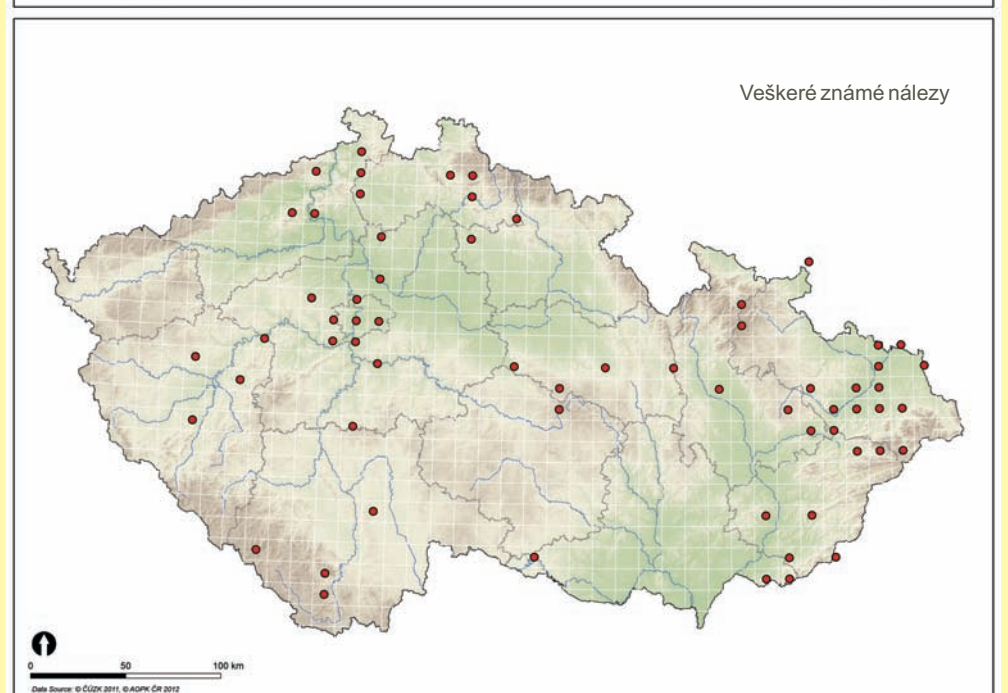 Veškeré známé nálezy
0 50 100 km
Data Source: © ČÚZK 2011, © AOPK ČR 2012